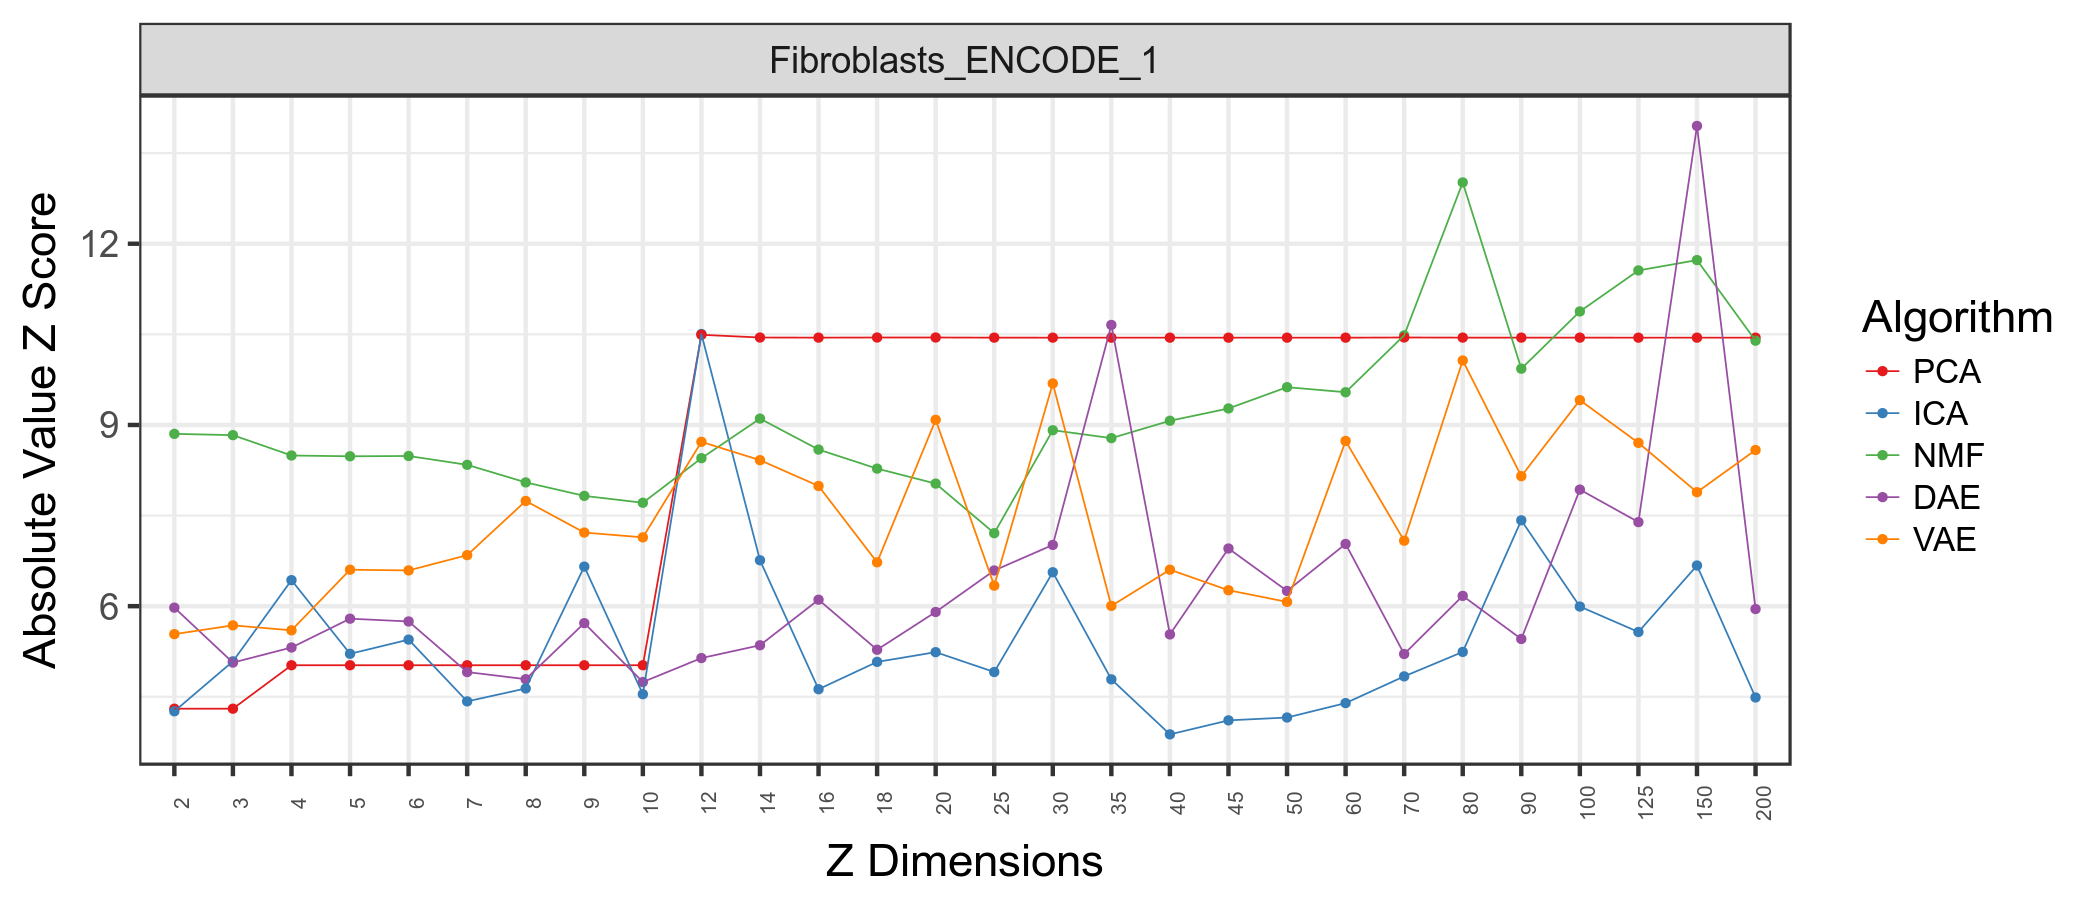 Fibroblasts_ENCODE_1
Absolute Value Z Score
12
9
6
2 3 4 5 6 7 8 9 10 12 14 16 18 20 25 30 35 40 45 50 60 70 80 90 100 125 150 200
Z Dimensions
Algorithm
PCA
ICA
NMF
DAE
VAE